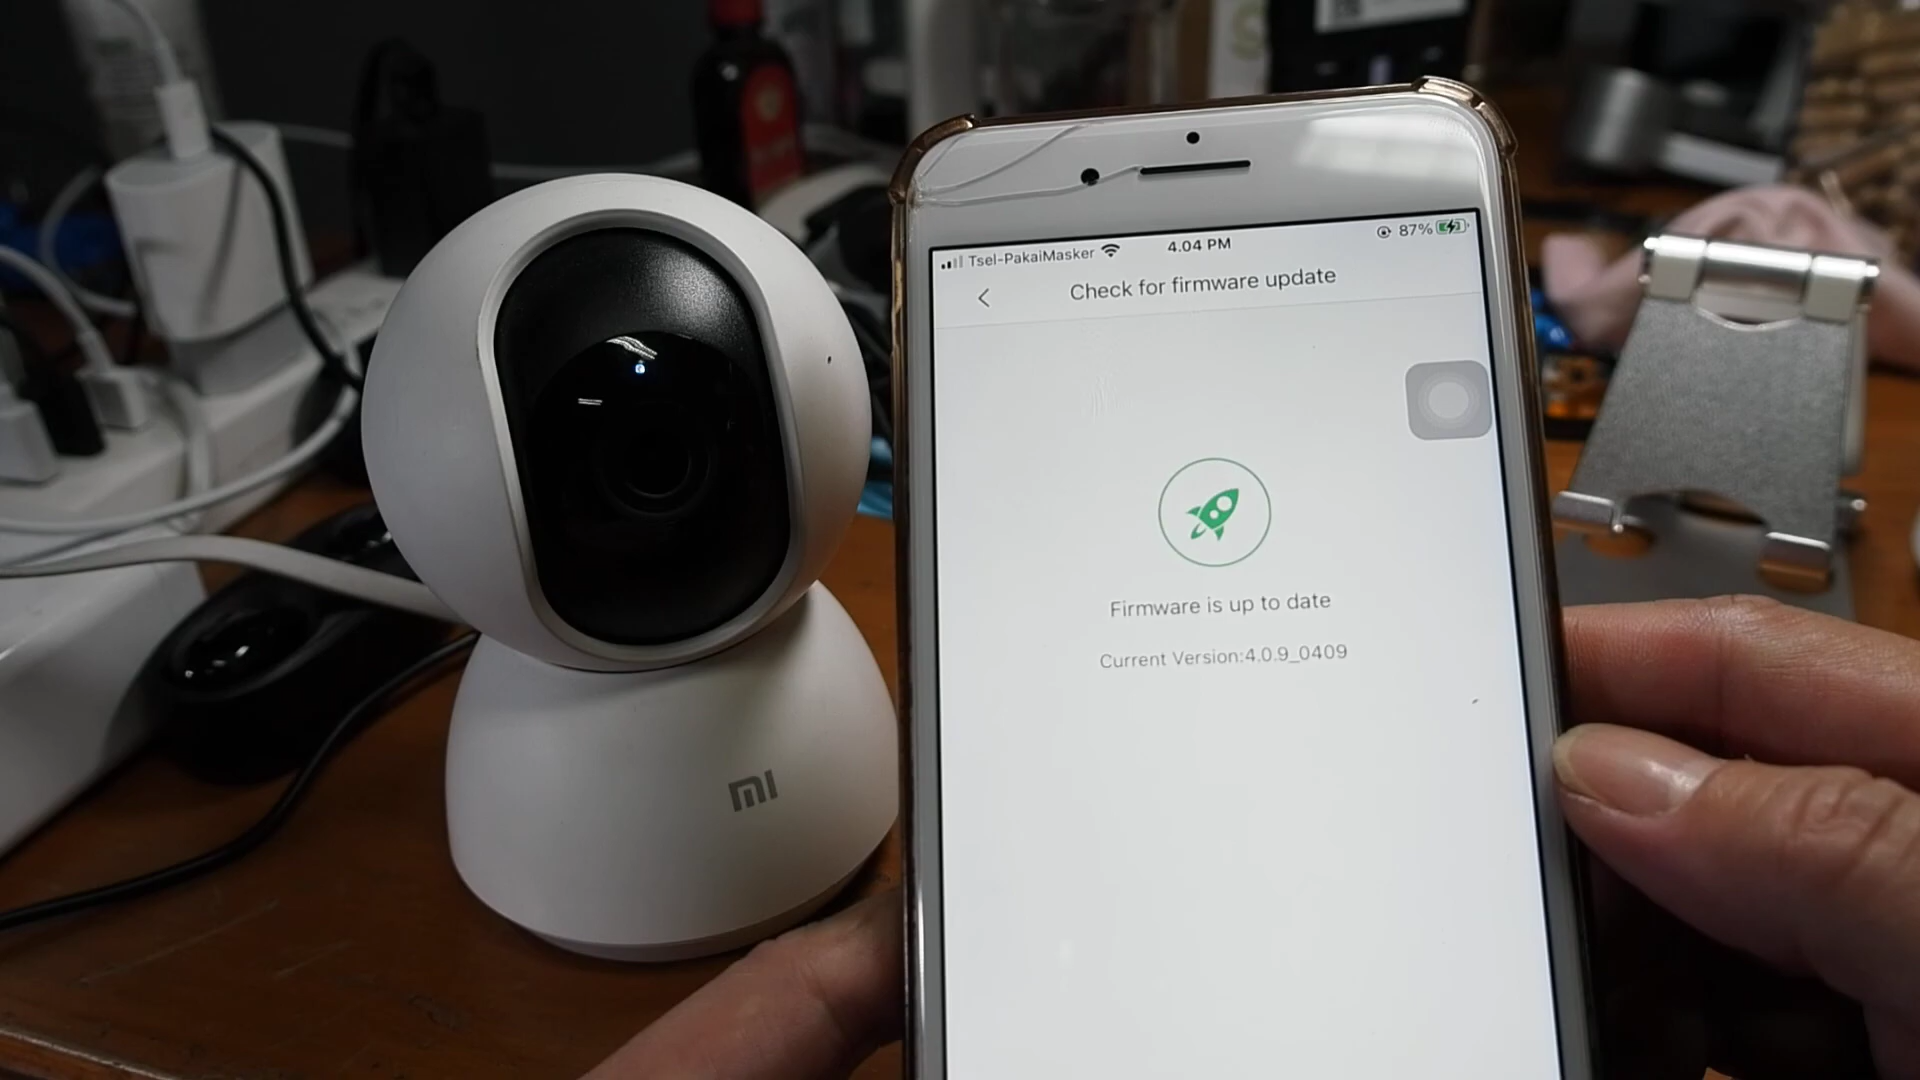 Tsel-PakaiMasker
4.04 PM
87%
Check for firmware update
Firmware is up to date
Current Version:4.0.9_0409
mi